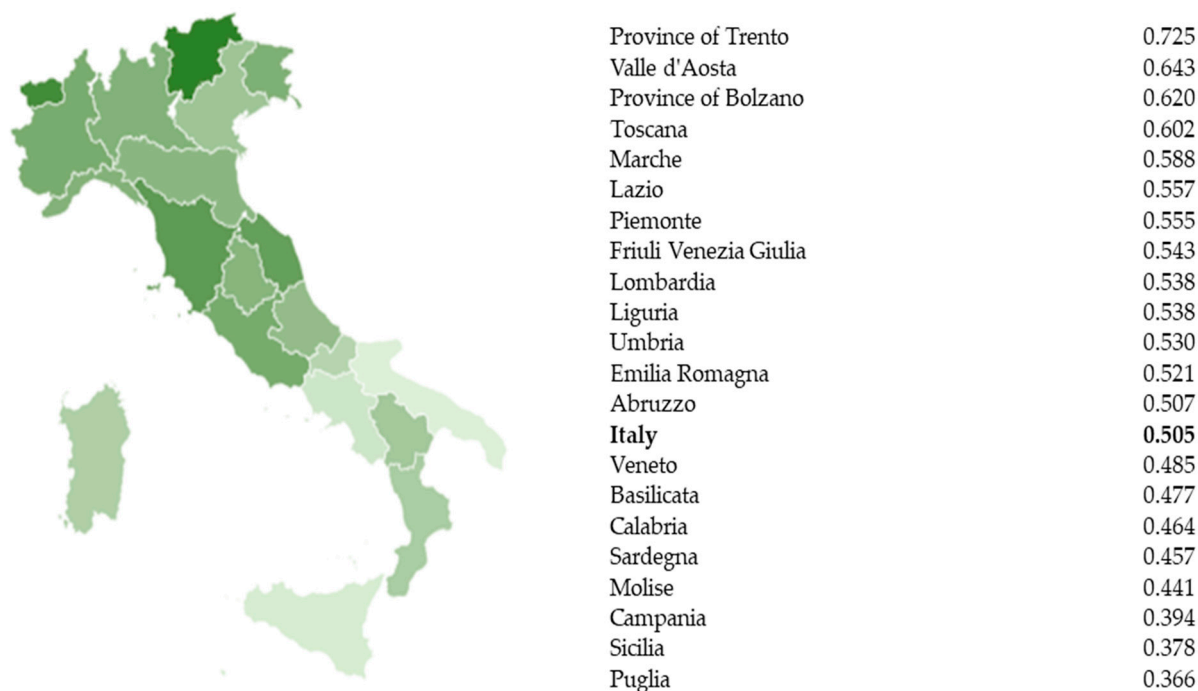 Province of Trento 0.725
Valle d'Aosta 0.643
Province of Bolzano 0.620
Toscana 0.602
Marche 0.588
Lazio 0.557
Piemonte 0.555
Friuli Venezia Giulia 0.543
Lombardia 0.538
Liguria 0.538
Umbria 0.530
Emilia Romagna 0.521
Abruzzo 0.507
Italy 0.505
Veneto 0.485
Basilicata 0.477
Calabria 0.464
Sardegna 0.457
Molise 0.441
Campania 0.394
Sicilia 0.378
Puglia 0.366